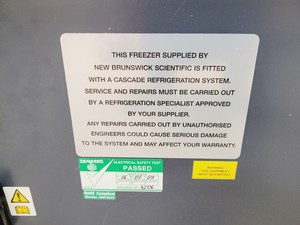 THIS FREEZER SUPPLIED BY
NEW BRUNSWICK SCIENTIFIC IS FITTED
WITH A CASCADE REFRIGERATION SYSTEM.
SERVICE AND REPAIRS MUST BE CARRIED OUT
BY A REFRIGERATION SPECIALIST APPROVED
BY YOUR SUPPLIER.
ANY REPAIRS CARRIED OUT BY UNAUTHORISED
ENGINEERS COULD CAUSE SERIOUS DAMAGE
TO THE SYSTEM AND MAY AFFECT YOUR WARRANTY.
ELECTRICAL SAFETY TEST
PASSED